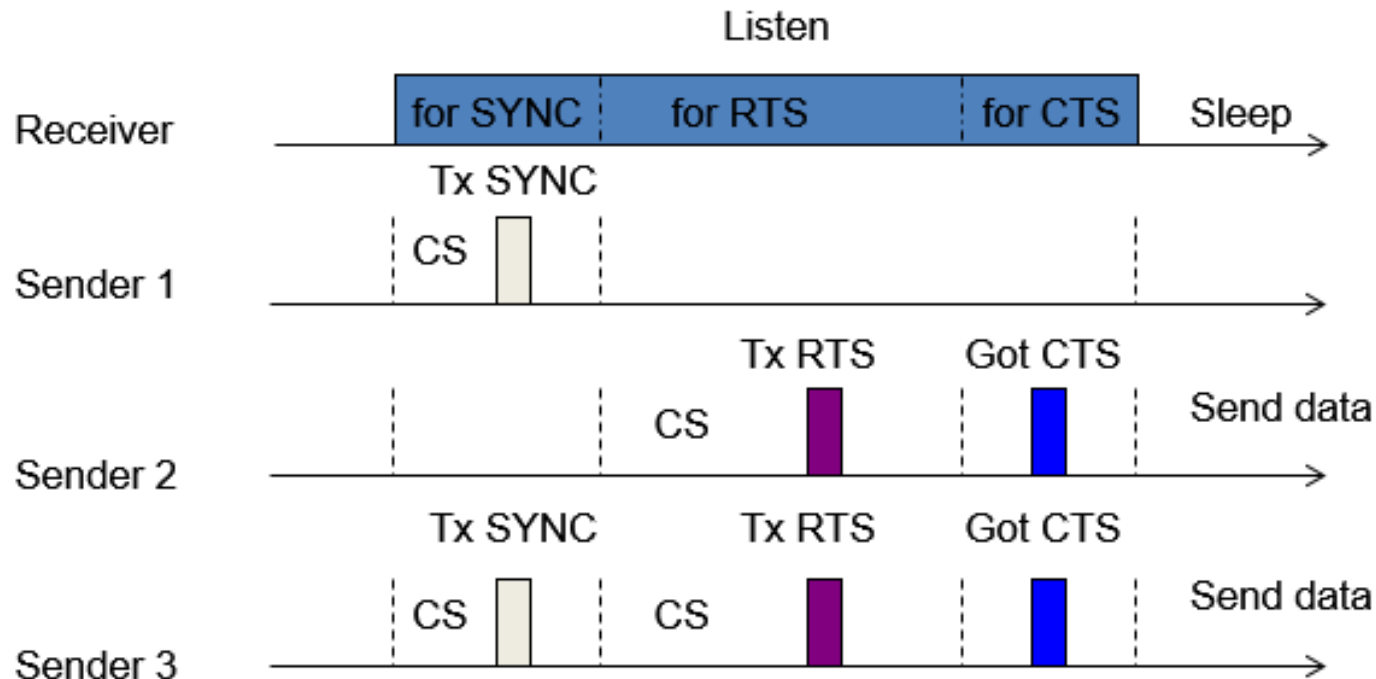 Listen
for SYNC for RTS for CTS Sleep
Receiver
Tx SYNC
CS
Sender 1
Tx RTS Got CTS
Send data
CS
Sender 2
Tx SYNC Tx RTS Got CTS
Send data
CS CS
Sender 3